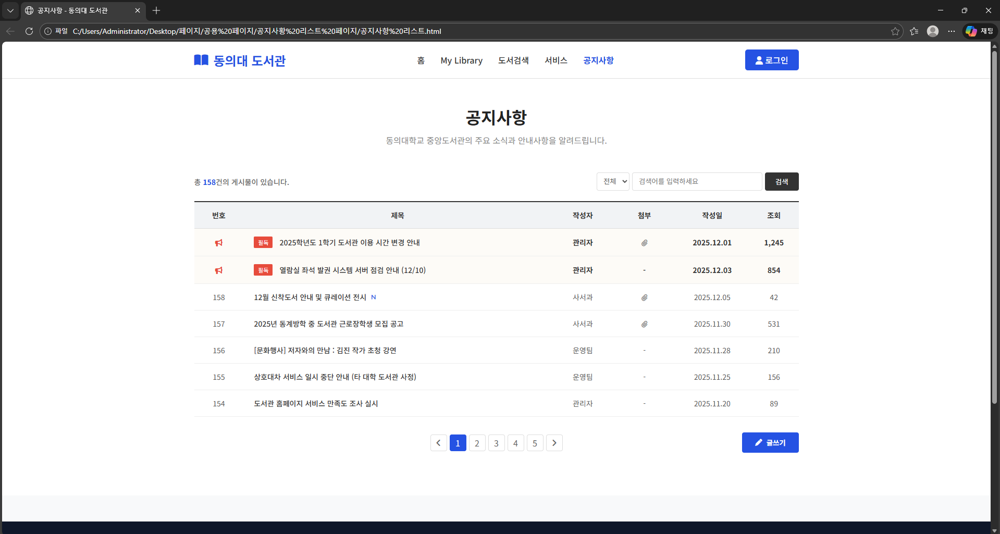 공지사항 - 동의대 도서관
파일 C:/Users/Administrator/Desktop/페이지/공용%20페이지/공지사황%20리스트%20페이지/공지사항%20리스트.html
채팅
동의대 도서관
홈 My Library 도서검색 서비스 공지사항
로그인
공지사항
동의대학교 중앙도서관의 주요 소식과 안내사항을 알려드립니다.
총 158건의 게시물이 있습니다.
전체 검색어를 입력하세요 검색
번호 제목 작성자 첨부 작성일 조회
필독 2025학년도 1학기 도서관 이용 시간 변경 안내 관리자 2025.12.01 1,245
필독 열람실 좌석 발권 시스템 서버 점검 안내 (12/10) 관리자 - 2025.12.03 854
158 12월 신착도서 안내 및 큐레이션 전시 N 사서과 2025.12.05 42
157 2025년 동계방학 중 도서관 근로장학생 모집 공고 사서과 2025.11.30 531
156 [문화행사] 저자와의 만남 : 김진 작가 초청 강연 운영팀 - 2025.11.28 210
155 상호대차 서비스 일시 중단 안내 (타 대학 도서관 사정) 운영팀 - 2025.11.25 156
154 도서관 홈페이지 서비스 만족도 조사 실시 관리자 - 2025.11.20 89
1 2 3 4 5
글쓰기